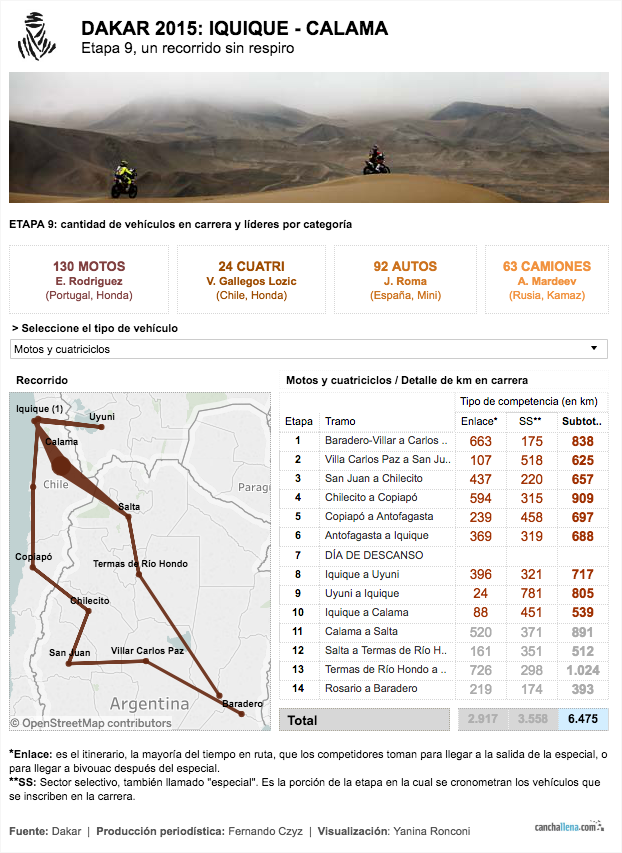 DAKAR 2015: IQUIQUE - CALAMA
Etapa 9, un recorrido sin respiro
ETAPA 9: cantidad de vehículos en carrera y líderes por categoría
130 MOTOS
E. Rodriguez
(Portugal, Honda)
24 CUATRI
V. Gallegos Lozic
(Chile, Honda)
92 AUTOS
J. Roma
(España, Mini)
63 CAMIONES
A. Mardeev
(Rusia, Kamaz)
> Seleccione el tipo de vehículo
Motos y cuatriciclos
Recorrido
Iquique (1)
Uyuni
Calama
Chile
Paragu
Salta
Copiapó
Termas de Río Hondo
Chilecito
San Juan
Villar Carlos Paz
Argentina
Baradero
© OpenStreetMap contributors
Motos y cuatriciclos / Detalle de km en carrera
Tipo de competencia (en km)
Etapa Tramo Enlace* SS** Subtot..
1 Baradero-Villar a Carlos .. 663 175 838
2 Villa Carlos Paz a San Ju.. 107 518 625
3 San Juan a Chilecito 437 220 657
4 Chilecito a Copiapó 594 315 909
5 Copiapó a Antofagasta 239 458 697
6 Antofagasta a Iquique 369 319 688
7 DÍA DE DESCANSO
8 Iquique a Uyuni 396 321 717
9 Uyuni a Iquique 24 781 805
10 Iquique a Calama 88 451 539
11 Calama a Salta 520 371 891
12 Salta a Termas de Río H.. 161 351 512
13 Termas de Río Hondo a .. 726 298 1.024
14 Rosario a Baradero 219 174 393
Total 2.917 3.558 6.475
*Enlace: es el itinerario, la mayoría del tiempo en ruta, que los competidores toman para llegar a la salida de la especial, o
para llegar a bivouac después del especial.
**SS: Sector selectivo, también llamado "especial". Es la porción de la etapa en la cual se cronometran los vehículos que
se inscriben en la carrera.
Fuente: Dakar | Producción periodística: Fernando Czyz | Visualización: Yanina Ronconi
canchallena.com